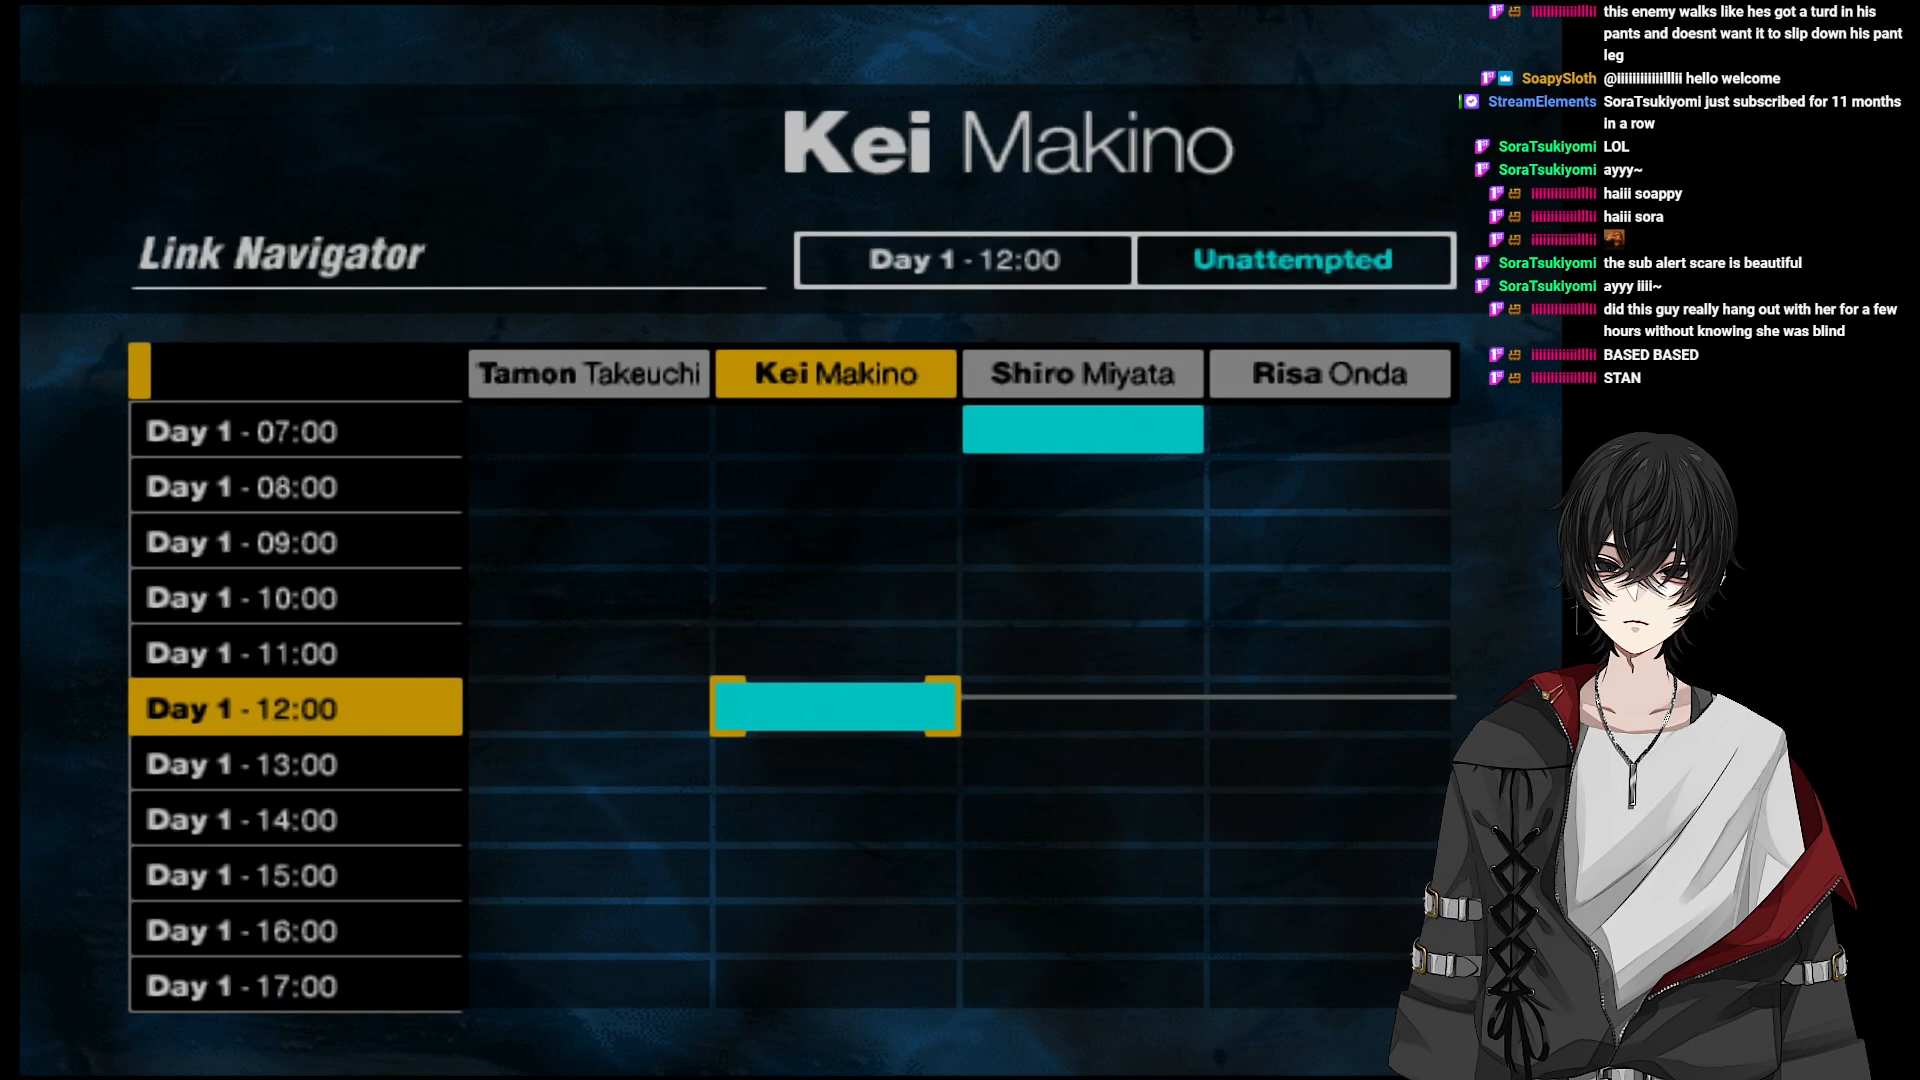 Kei Makino
Link Navigator
Day 1 - 12:00
Unattempted
Tamon Takeuchi
Kei Makino
Shiro Miyata
Risa Onda
Day 1 - 07:00
Day 1 - 08:00
Day 1 - 09:00
Day 1 - 10:00
Day 1 - 11:00
Day 1 - 12:00
Day 1 - 13:00
Day 1 - 14:00
Day 1 - 15:00
Day 1 - 16:00
Day 1 - 17:00
this enemy walks like hes got a turd in his
pants and doesnt want it to slip down his pant
leg
SoapySloth hello welcome
StreamElements SoraTsukiyomi just subscribed for 11 months
in a row
SoraTsukiyomi LOL
SoraTsukiyomi ayyy~
haiii soappy
haiii sora
SoraTsukiyomi the sub alert scare is beautiful
SoraTsukiyomi ayyy iiii~
did this guy really hang out with her for a few
hours without knowing she was blind
BASED BASED
STAN